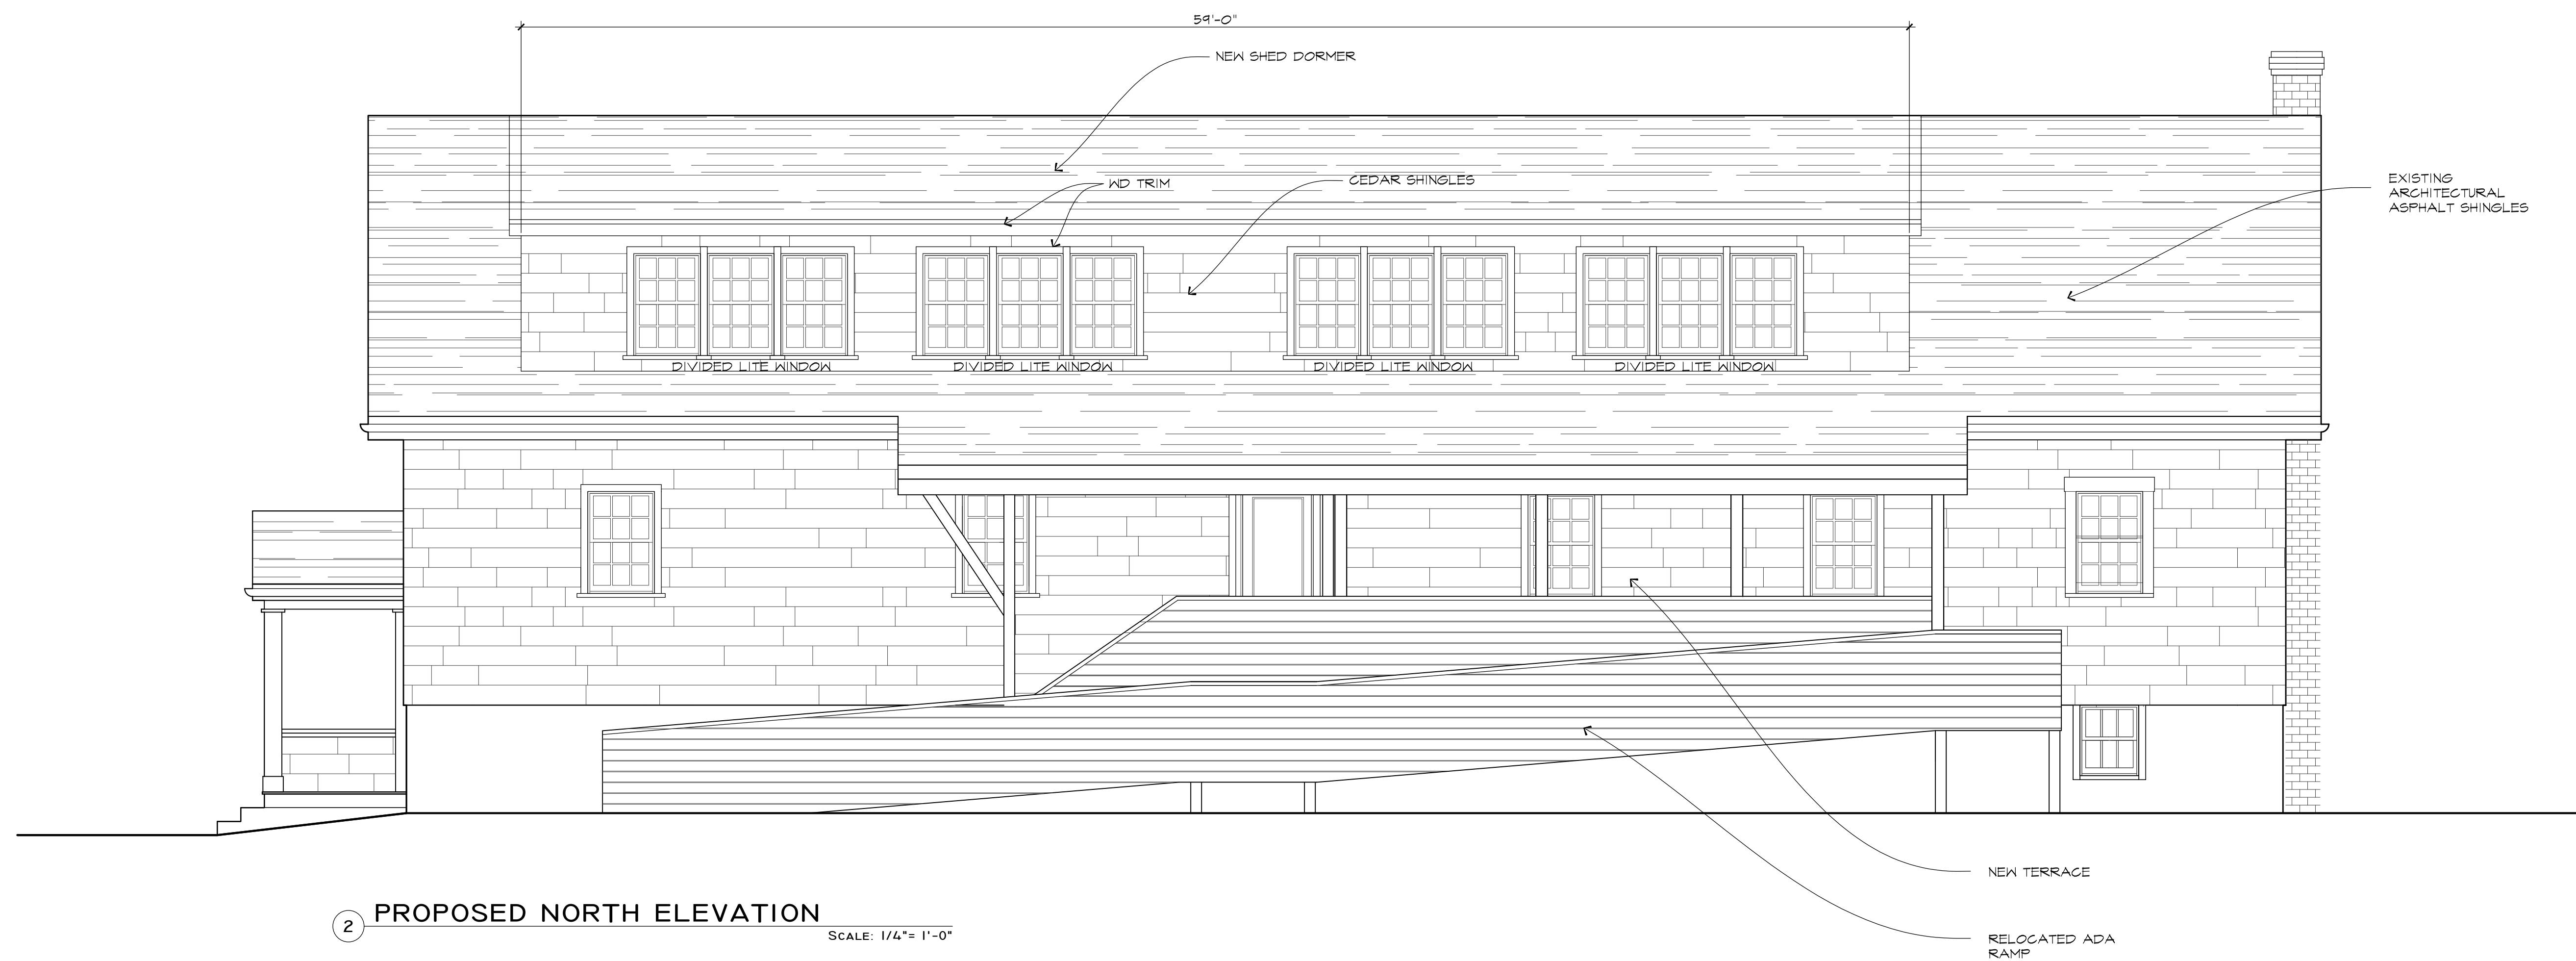 59'-0"
NEW SHED DORMER
WD TRIM
CEDAR SHINGLES
EXISTING
ARCHITECTURAL
ASPHALT SHINGLES
DIVIDED LITE WINDOW
DIVIDED LITE WINDOW
DIVIDED LITE WINDOW
DIVIDED LITE WINDOW
NEW TERRACE
RELOCATED ADA
RAMP
2
PROPOSED NORTH ELEVATION
SCALE: 1/4"= 1'-0"